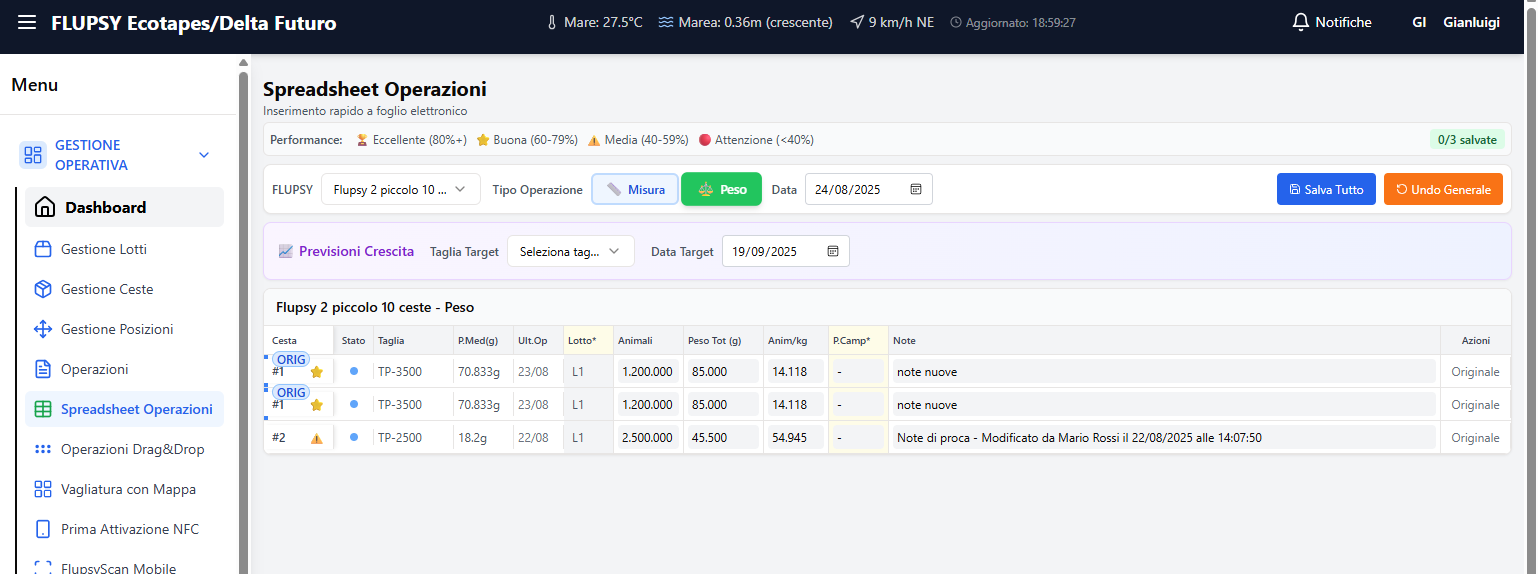 FLUPSY Ecotapes/Delta Futuro Mare: 27.5°C Marea: 0.36m (crescente) 9 km/h NE Aggiornato: 18:59:27 Notifiche GI Gianluigi
Menu
GESTIONE
OPERATIVA
Dashboard
Gestione Lotti
Gestione Ceste
Gestione Posizioni
Operazioni
Spreadsheet Operazioni
Operazioni Drag&Drop
Vagliatura con Mappa
Prima Attivazione NFC
FlupsyScan Mobile
Spreadsheet Operazioni
Inserimento rapido a foglio elettronico
Performance: Eccellente (80%+) Buona (60-79%) Media (40-59%) Attenzione (<40%) 0/3 salvate
FLUPSY Flupsy 2 piccolo 10 ... Tipo Operazione Misura Peso Data 24/08/2025 Salva Tutto Undo Generale
Previsioni Crescita Taglia Target Seleziona tag... Data Target 19/09/2025
Flupsy 2 piccolo 10 ceste - Peso
Cesta Stato Taglia P.Med(g) Ult.Op Lotto* Animali Peso Tot (g) Anim/kg P.Camp* Note Azioni
ORIG
#1 TP-3500 70.833g 23/08 L1 1.200.000 85.000 14.118 - note nuove Originale
ORIG
#1 TP-3500 70.833g 23/08 L1 1.200.000 85.000 14.118 - note nuove Originale
#2 TP-2500 18.2g 22/08 L1 2.500.000 45.500 54.945 - Note di proca - Modificato da Mario Rossi il 22/08/2025 alle 14:07:50 Originale